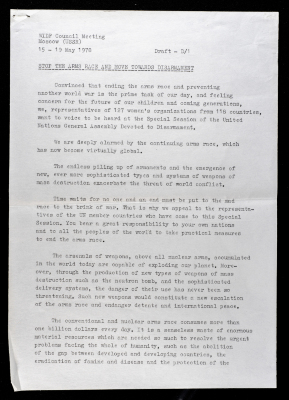 WIDF Council Meeting
Moscow (USSR)
15 - 19 May 1978 Draft - D/1
STOP THE ARMS RACE AND MOVE TOWARDS DISARMAMENT
Convinced that ending the arms race and preventing
another world war is the prime task of our day, and feeling
concern for the future of our children and coming generations,
we, representatives of 127 women's organisations from 116 countries,
want to voice to be heard at the Special Session of the United
Nations General Assembly Devoted to Disarmament.
We are deeply alarmed by the continuing arms race, which
has now become virtually global.
The endless piling up of armaments and the emergence of
new, ever more sophisticated types and systems of weapons of
mass destruction exacerbate the threat of world conflict.
Time waits for no one and an end must be put to the mad
race to the brink of war. That is why we appeal to the representa-
tives of the UN member countries who have come to this Special
Session. You bear a great responsibility to your own nations
and to all the peoples of the world to take practical measures
to end the arms race.
The arsenals of weapons, above all nuclear arms, accumulated
in the world today are capable of exploding our planet. More-
over, through the production of new types of weapons of mass
destruction such as the neutron bomb, and the sophisticated
delivery systems, the danger of their use has never been so
threatening. Such new weapons would constitute a new escalation
of the arms race and endanger détente and international peace.
The conventional and nuclear arms race consumes more than
one billion dollars every day. It is a senseless waste of enormous
material resources which are needed so much to resolve the urgent
problems facing the whole of humanity, such as the abolition
of the gap between developed and developing countries, the
eradication of famine and disease and the protection of the